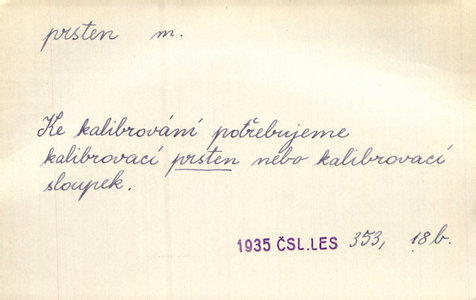 prsten m.
Ke kalibrování potřebujeme
kalibrovací prsten nebo kalibrovací
sloupek.
1935 ČSL.LES 353, 18b.